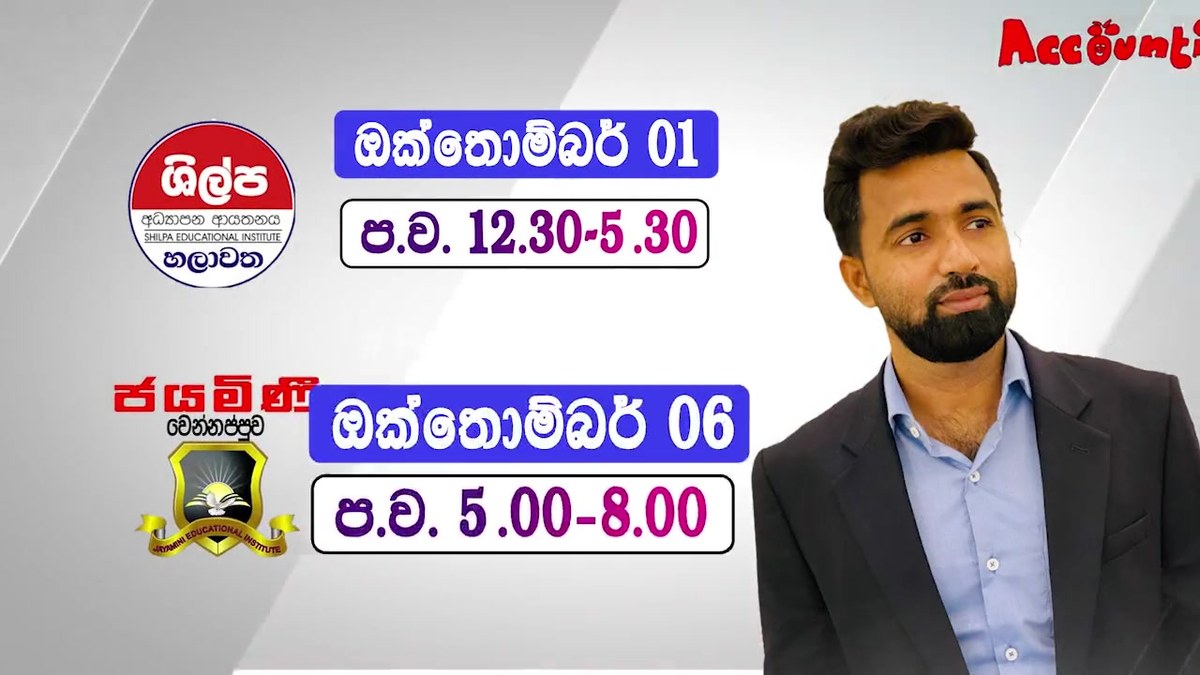 Accounti
ශිල්ප
අධ්‍යාපන ආයතනය
SHILPA EDUCATIONAL INSTITUTE
හලාවත
ඔක්තොම්බර් 01
ප.ව. 12.30-5.30
ජයමිණි
වෙන්නප්පුව
JAYAMINI EDUCATIONAL INSTITUTE
ඔක්තොම්බර් 06
ප.ව. 5.00-8.00